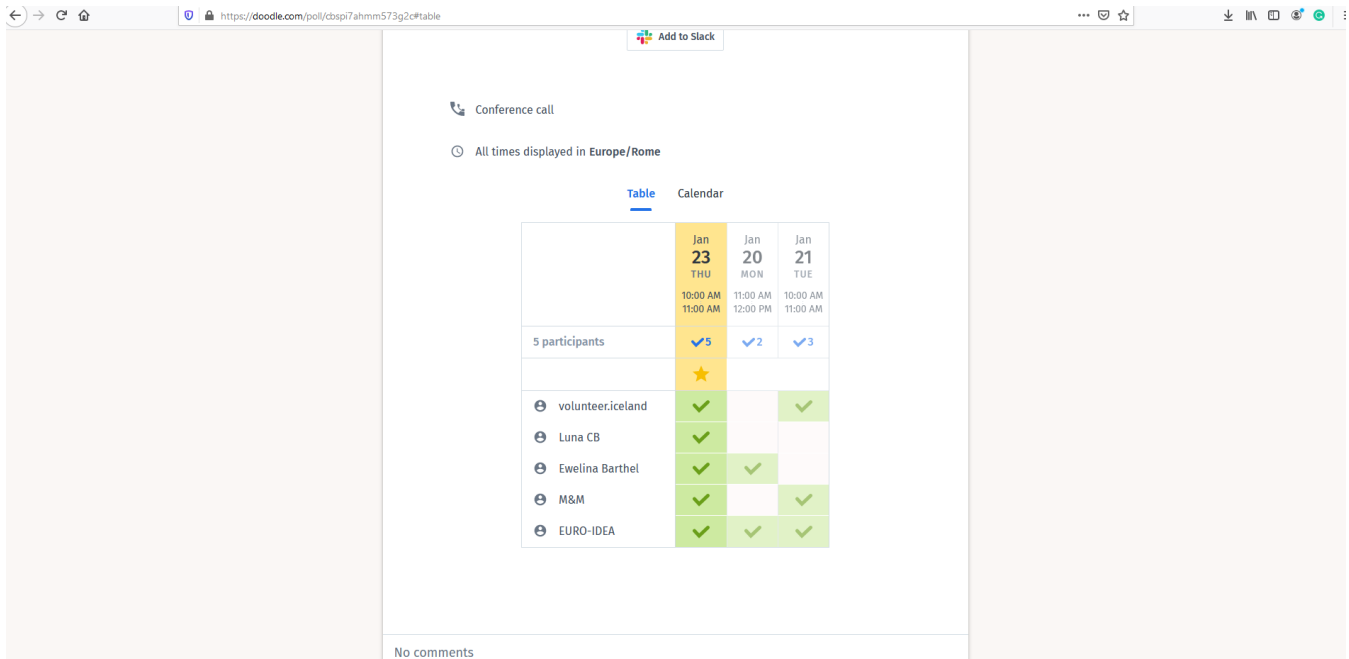 https://doodle.com/poll/cbspi7ahmm573g2c#table
Add to Slack
Conference call
All times displayed in Europe/Rome
Table Calendar
Jan Jan Jan
23 20 21
THU MON TUE
10:00 AM 11:00 AM 10:00 AM
11:00 AM 12:00 PM 11:00 AM
5 participants 5 2 3
volunteer.iceland
Luna CB
Ewelina Barthel
M&M
EURO-IDEA
No comments